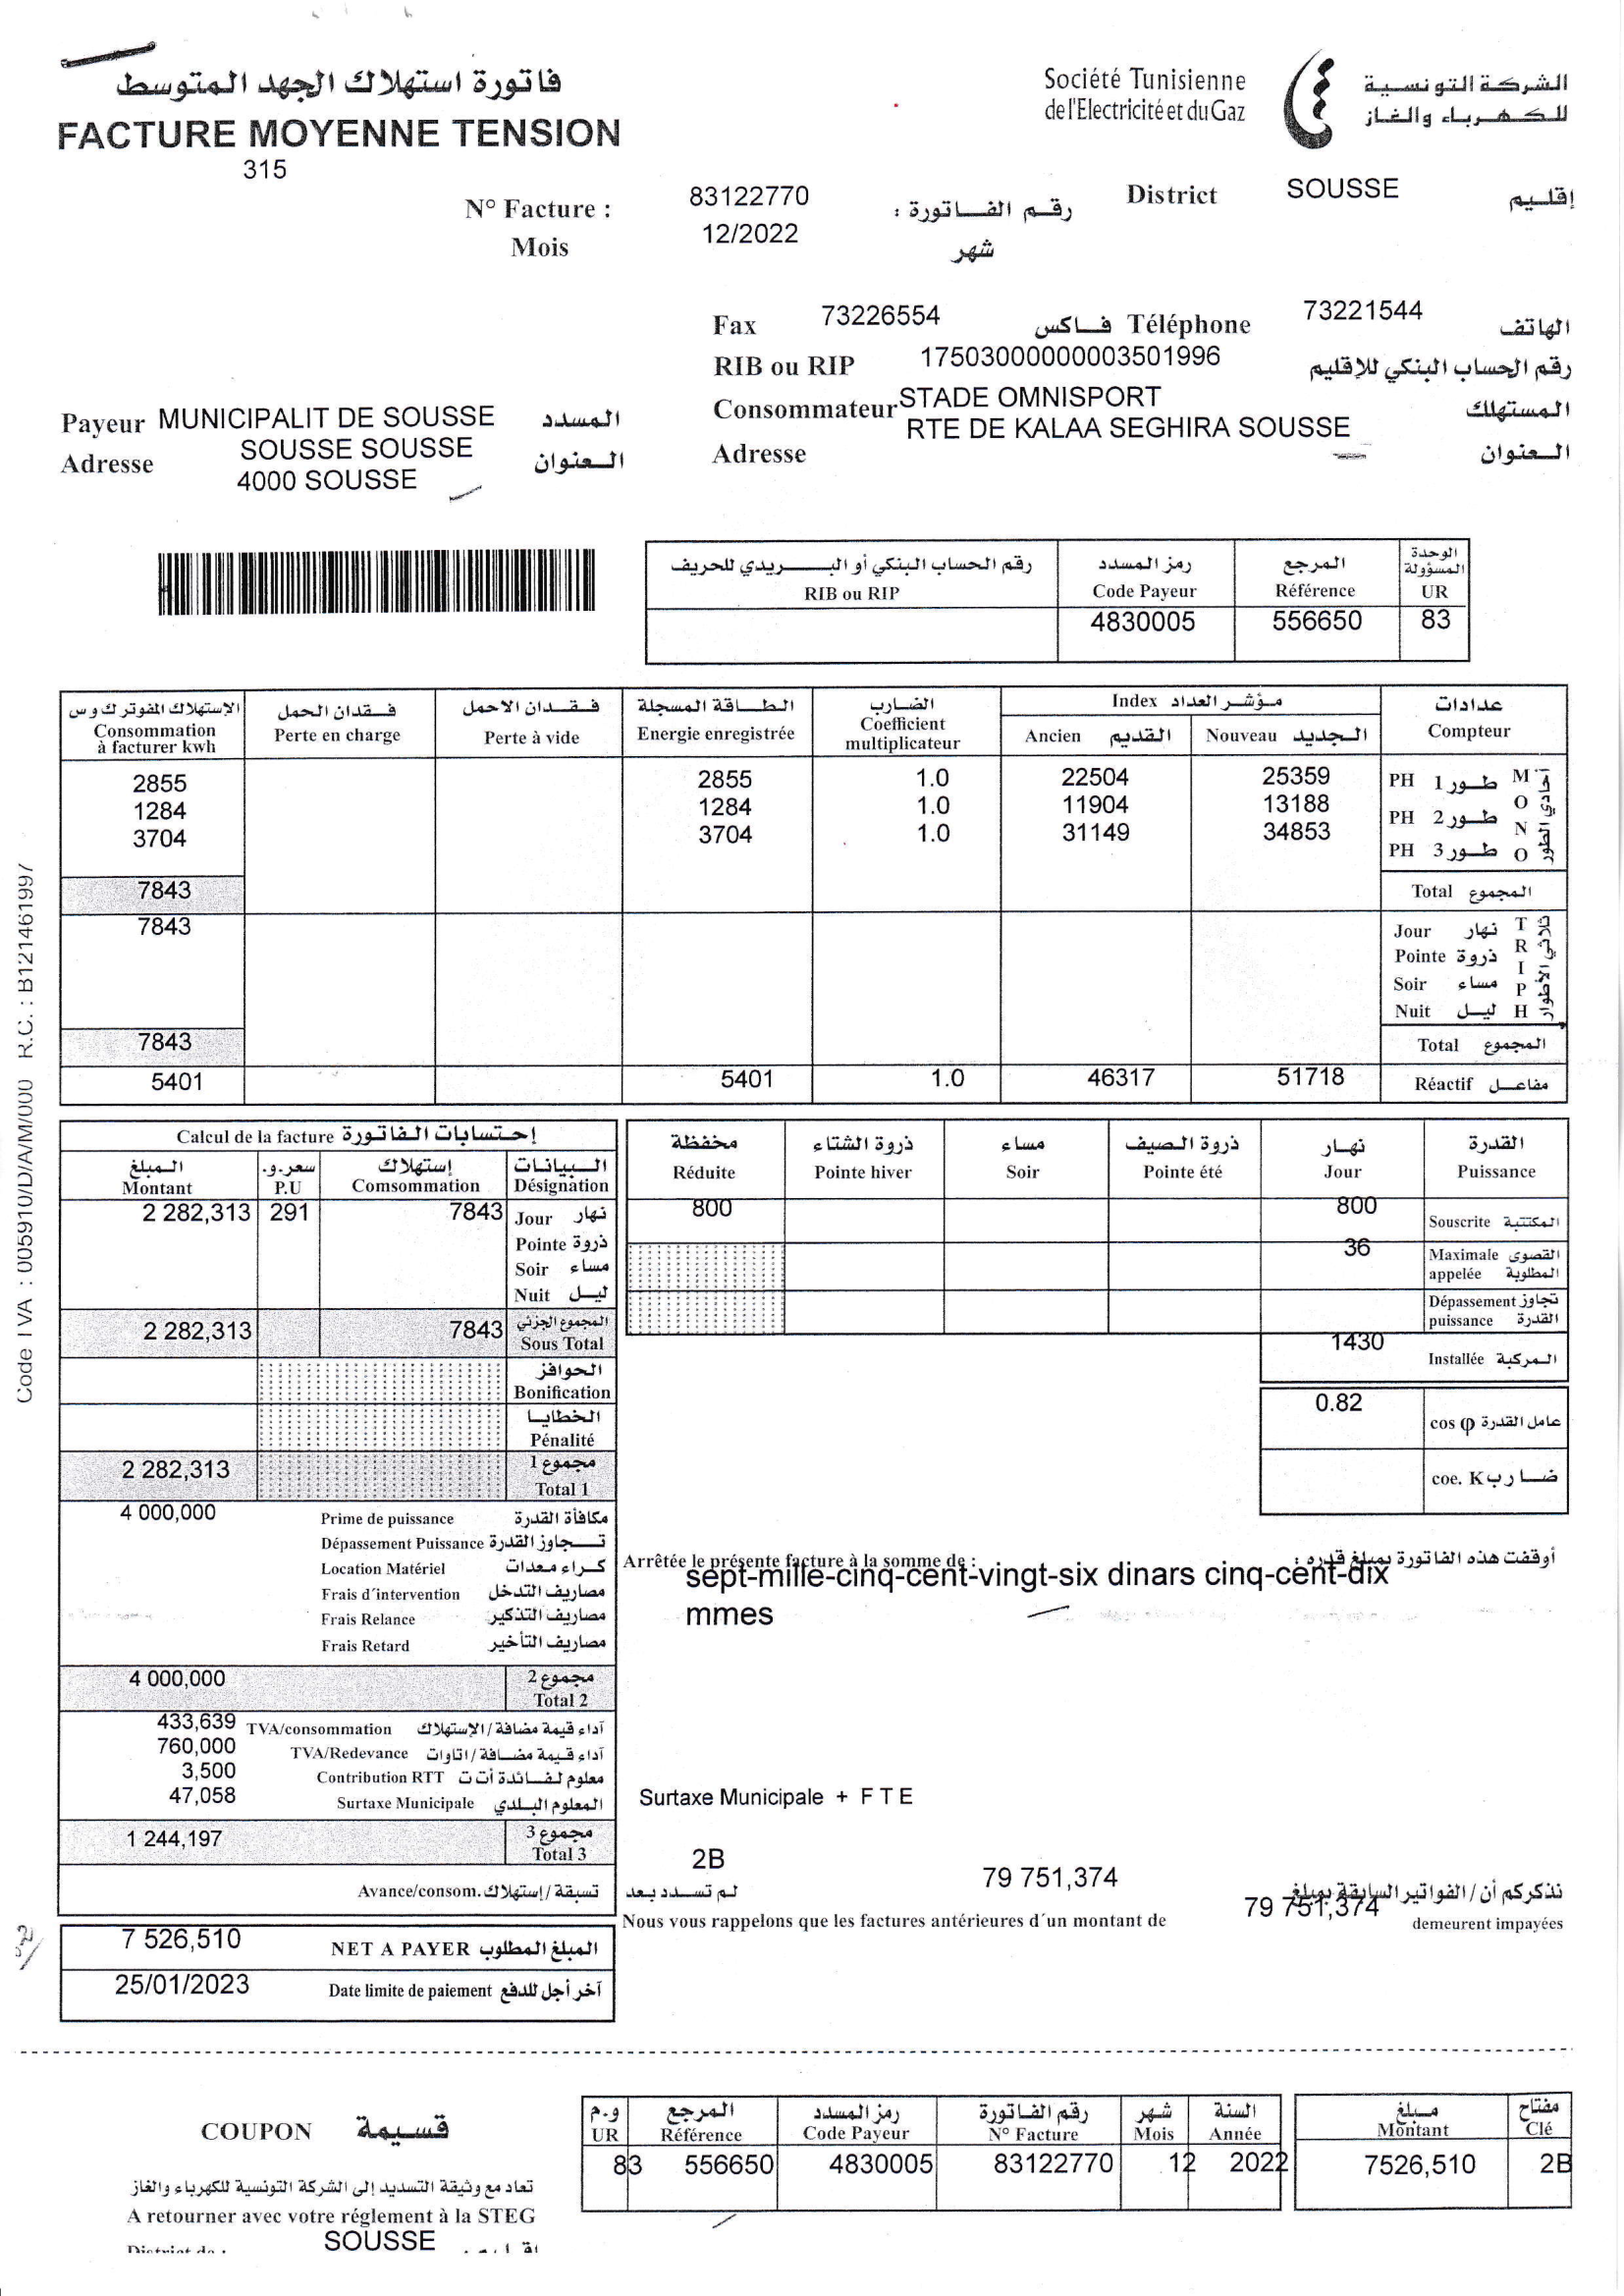 فاتورة استهلاك الجهد المتوسط
FACTURE MOYENNE TENSION
315
Société Tunisienne
de l'Electricité et du Gaz
الشركة التونسية
للكهرباء والغاز
N° Facture : 83122770 رقم الفاتورة :
Mois 12/2022 شهر
District SOUSSE إقليم
Fax 73226554 فاكس Téléphone 73221544 الهاتف
RIB ou RIP 17503000000003501996 رقم الحساب البنكي للإقليم
Payeur MUNICIPALIT DE SOUSSE المسدد
Adresse SOUSSE SOUSSE العنوان
4000 SOUSSE
Consommateur STADE OMNISPORT المستهلك
RTE DE KALAA SEGHIRA SOUSSE
Adresse العنوان
رقم الحساب البنكي أو البريدي للحريف رمز المسدد المرجع الوحدة المسؤولة
RIB ou RIP Code Payeur Référence UR
4830005 556650 83
الإستهلاك المفوتر ك و س فقدان الحمل فقدان الاحمل الطاقة المسجلة الضارب مؤشر العداد Index عدادات
Consommation à facturer kwh Perte en charge Perte à vide Energie enregistrée Coefficient multiplicateur Ancien القديم Nouveau الجديد Compteur
2855 2855 1.0 22504 25359 PH 1 طور
1284 1284 1.0 11904 13188 PH 2 طور
3704 3704 1.0 31149 34853 PH 3 طور
MONO أحادي الطور
7843 Total المجموع
7843 Jour نهار
Pointe ذروة
Soir مساء
Nuit ليل
TRIPH ثلاثي الأطوار
7843 Total المجموع
5401 5401 1.0 46317 51718 Réactif مفاعل
Code TVA : 005910/D/A/M/000 R.C. : B121461997
Calcul de la facture إحتسابات الفاتورة
المبلغ سعر.و. إستهلاك البيانات
Montant P.U Comsommation Désignation
2 282,313 291 7843 Jour نهار
Pointe ذروة
Soir مساء
Nuit ليل
2 282,313 7843 المجموع الجزئي
Sous Total
الحوافز
Bonification
الخطايا
Pénalité
2 282,313 مجموع 1
Total 1
4 000,000 Prime de puissance مكافأة القدرة
Dépassement Puissance تجاوز القدرة
Location Matériel كراء معدات
Frais d'intervention مصاريف التدخل
Frais Relance مصاريف التذكير
Frais Retard مصاريف التأخير
4 000,000 مجموع 2
Total 2
433,639 TVA/consommation آداء قيمة مضافة/الإستهلاك
760,000 TVA/Redevance آداء قيمة مضافة/اتاوات
3,500 Contribution RTT معلوم لفائدة أ ت ت
47,058 Surtaxe Municipale المعلوم البلدي
1 244,197 مجموع 3
Total 3
Avance/consom. تسبقة/إستهلاك
7 526,510 NET A PAYER المبلغ المطلوب
25/01/2023 Date limite de paiement آخر أجل للدفع
مخفظة ذروة الشتاء مساء ذروة الصيف نهار القدرة
Réduite Pointe hiver Soir Pointe été Jour Puissance
800 800 Souscrite المكتتبة
36 Maximale القصوى
appelée المطلوبة
Dépassement تجاوز
puissance القدرة
1430 Installée المركبة
0.82 cos φ عامل القدرة
coe. K ضارب
Arrêtée le présente facture à la somme de : أوقفت هذه الفاتورة بمبلغ قدره :
sept-mille-cinq-cent-vingt-six dinars cinq-cent-dix
mmes
Surtaxe Municipale + F T E
2B
لم تسدد بعد 79 751,374 نذكركم أن/الفواتير السابقة بمبلغ
79 751,374
Nous vous rappelons que les factures antérieures d'un montant de demeurent impayées
COUPON قسيمة
و.م المرجع رمز المسدد رقم الفاتورة شهر السنة مبلغ مفتاح
UR Référence Code Payeur N° Facture Mois Année Montant Clé
83 556650 4830005 83122770 12 2022 7526,510 2B
تعاد مع وثيقة التسديد إلى الشركة التونسية للكهرباء والغاز
A retourner avec votre réglement à la STEG
District de : SOUSSE